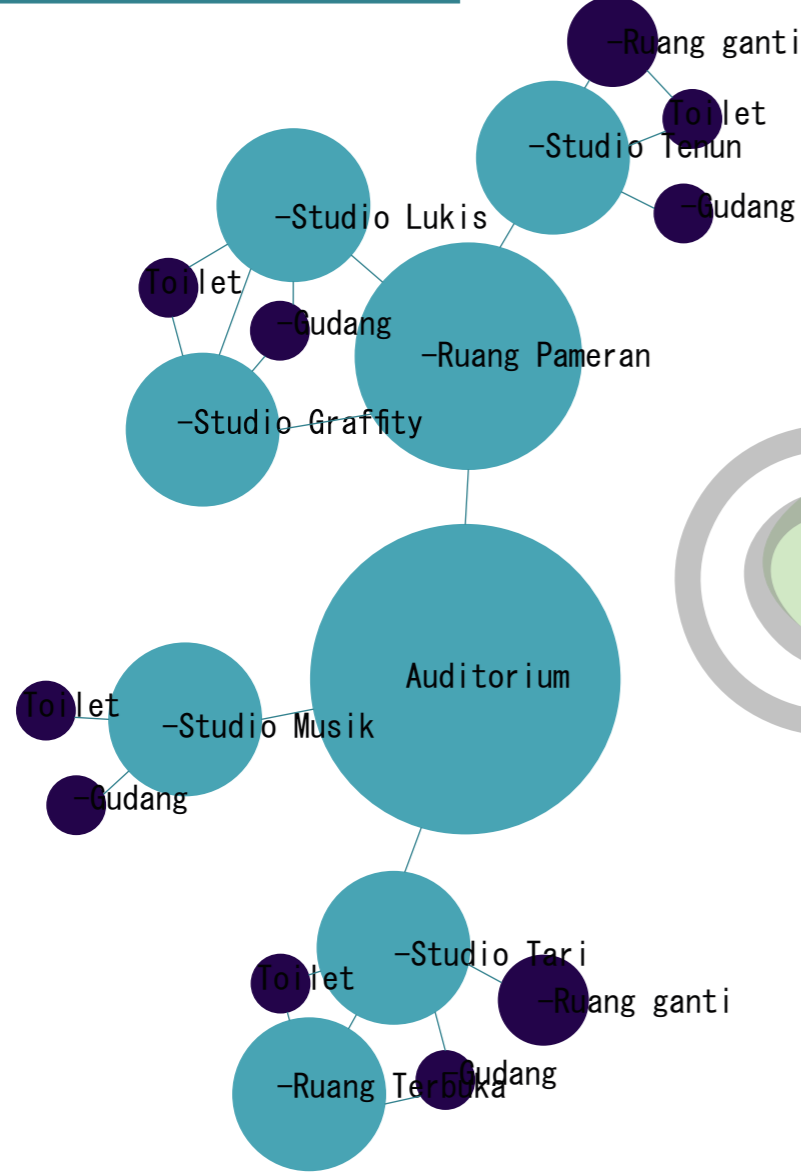 -Ruang ganti
Toilet
-Studio Tenun
-Gudang
-Studio Lukis
Toilet
-Gudang
-Ruang Pameran
-Studio Graffity
Auditorium
Toilet
-Studio Musik
-Gudang
-Studio Tari
Toilet
-Ruang ganti
-Gudang
-Ruang Terbuka